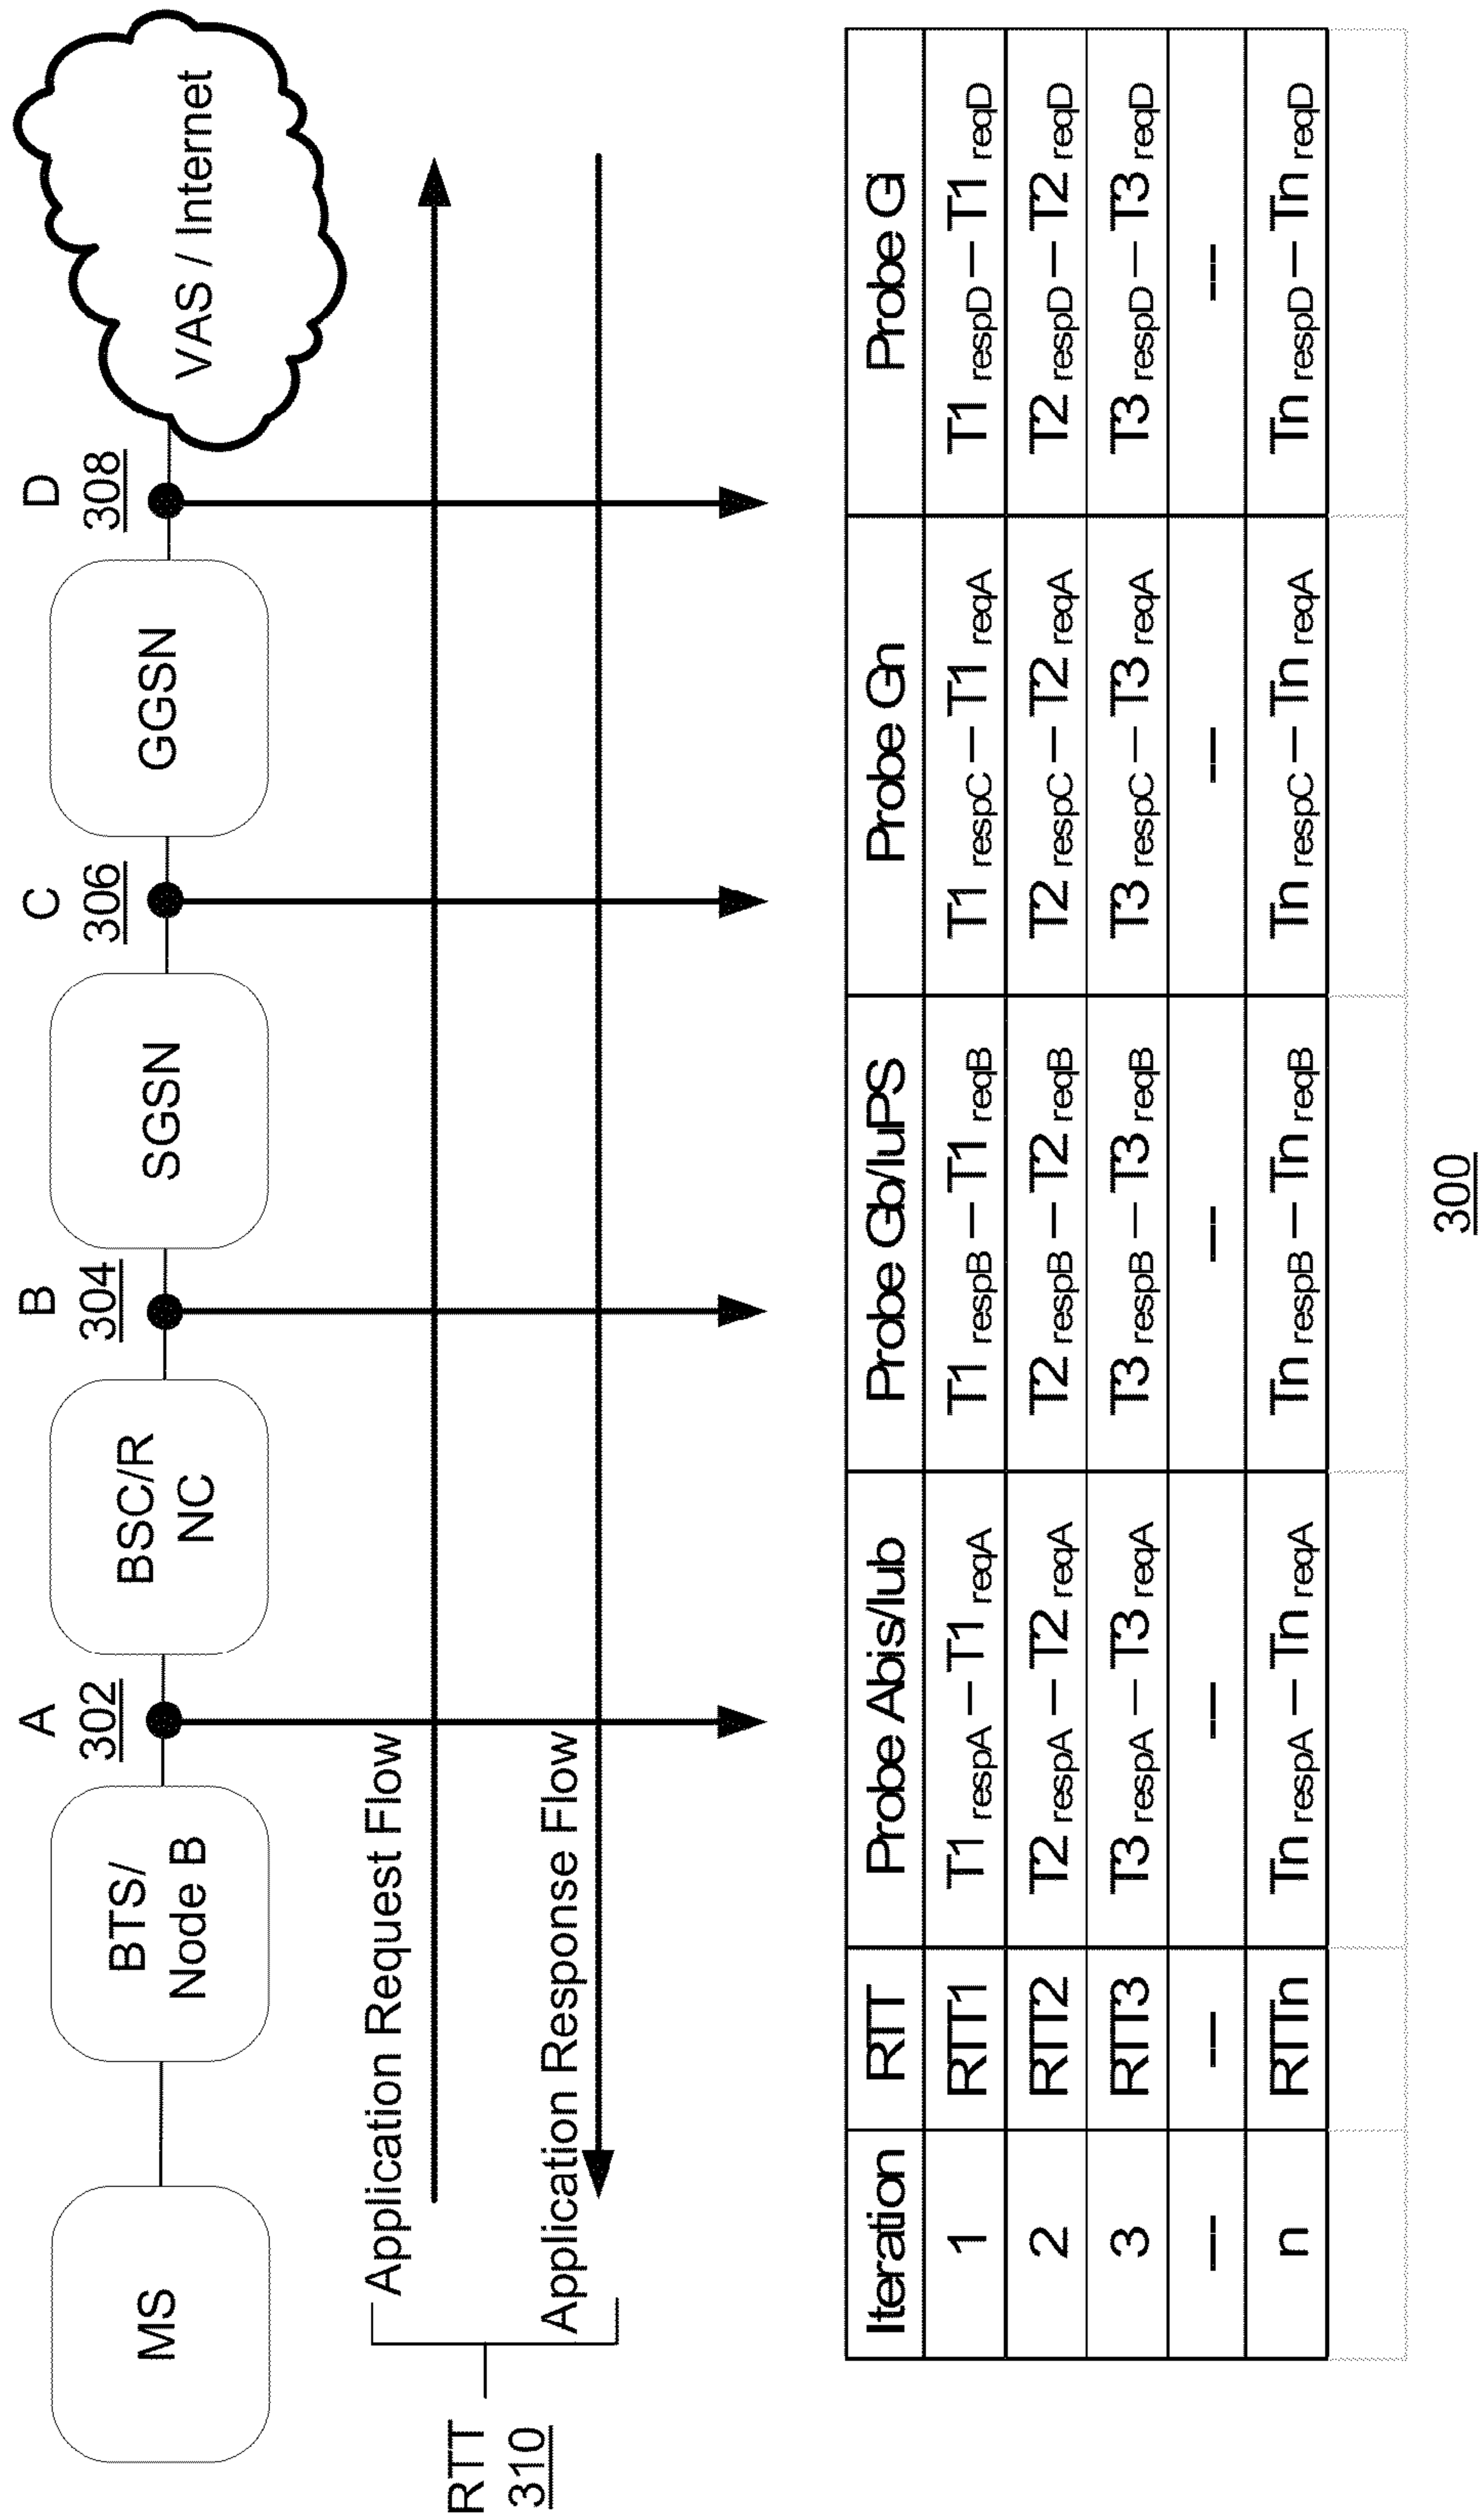 A
302
B
304
C
306
D
308
MS
BTS/
Node B
BSC/R
NC
SGSN
GGSN
VAS / Internet
RTT
310
Application Request Flow
Application Response Flow
Iteration RTT Probe Abis/Iub Probe Gb/IuPS Probe Gn Probe Gi
1 RTT1 T1 respA – T1 reqA T1 respB – T1 reqB T1 respC – T1 reqA T1 respD – T1 reqD
2 RTT2 T2 respA – T2 reqA T2 respB – T2 reqB T2 respC – T2 reqA T2 respD – T2 reqD
3 RTT3 T3 respA – T3 reqA T3 respB – T3 reqB T3 respC – T3 reqA T3 respD – T3 reqD
--- --- --- --- --- ---
n RTTn Tn respA – Tn reqA Tn respB – Tn reqB Tn respC – Tn reqA Tn respD – Tn reqD
300